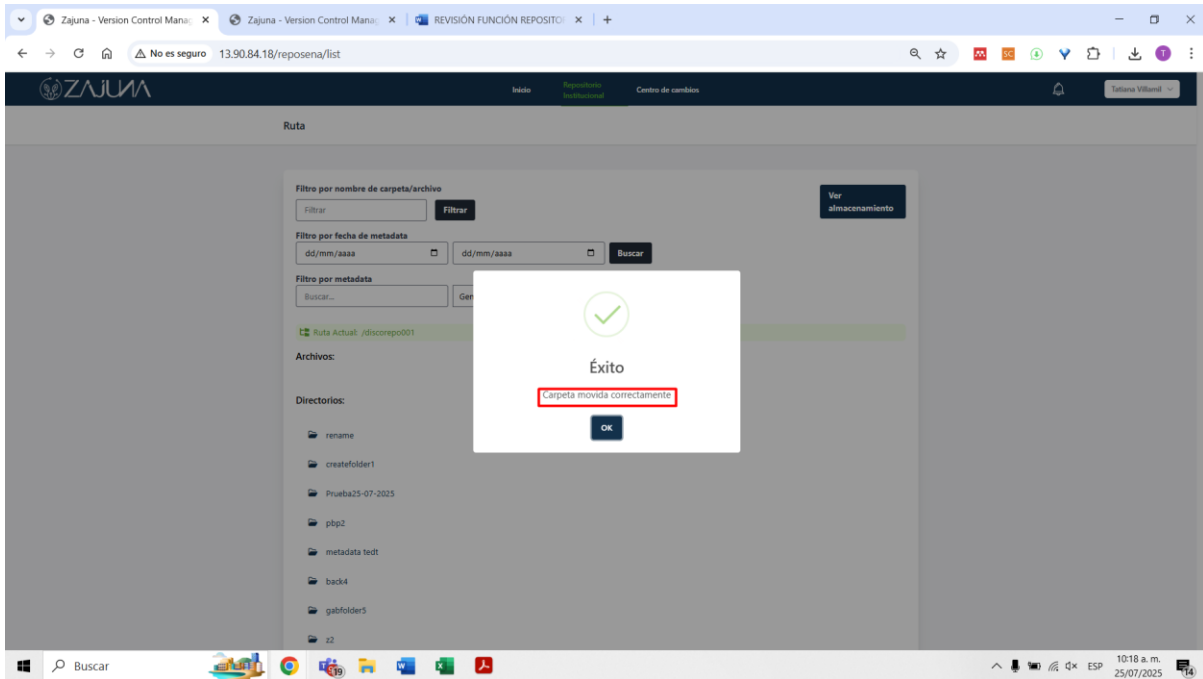 Zajuna - Version Control Manag
Zajuna - Version Control Manag
REVISIÓN FUNCIÓN REPOSITO
No es seguro
13.90.84.18/reposena/list
SC
T
ZAJUNA
Inicio
Repositorio
Institucional
Centro de cambios
Tatiana Villamil
Ruta
Filtro por nombre de carpeta/archivo
Filtrar
Filtrar
Ver
almacenamiento
Filtro por fecha de metadata
dd/mm/aaaa
dd/mm/aaaa
Buscar
Filtro por metadata
Buscar...
Gen
Ruta Actual: /discorepo001
Archivos:
Éxito
Carpeta movida correctamente
OK
Directorios:
rename
createfolder1
Prueba25-07-2025
pbp2
metadata tedt
back4
gabfolder5
z2
Buscar
19
ESP
10:18 a. m.
25/07/2025
14